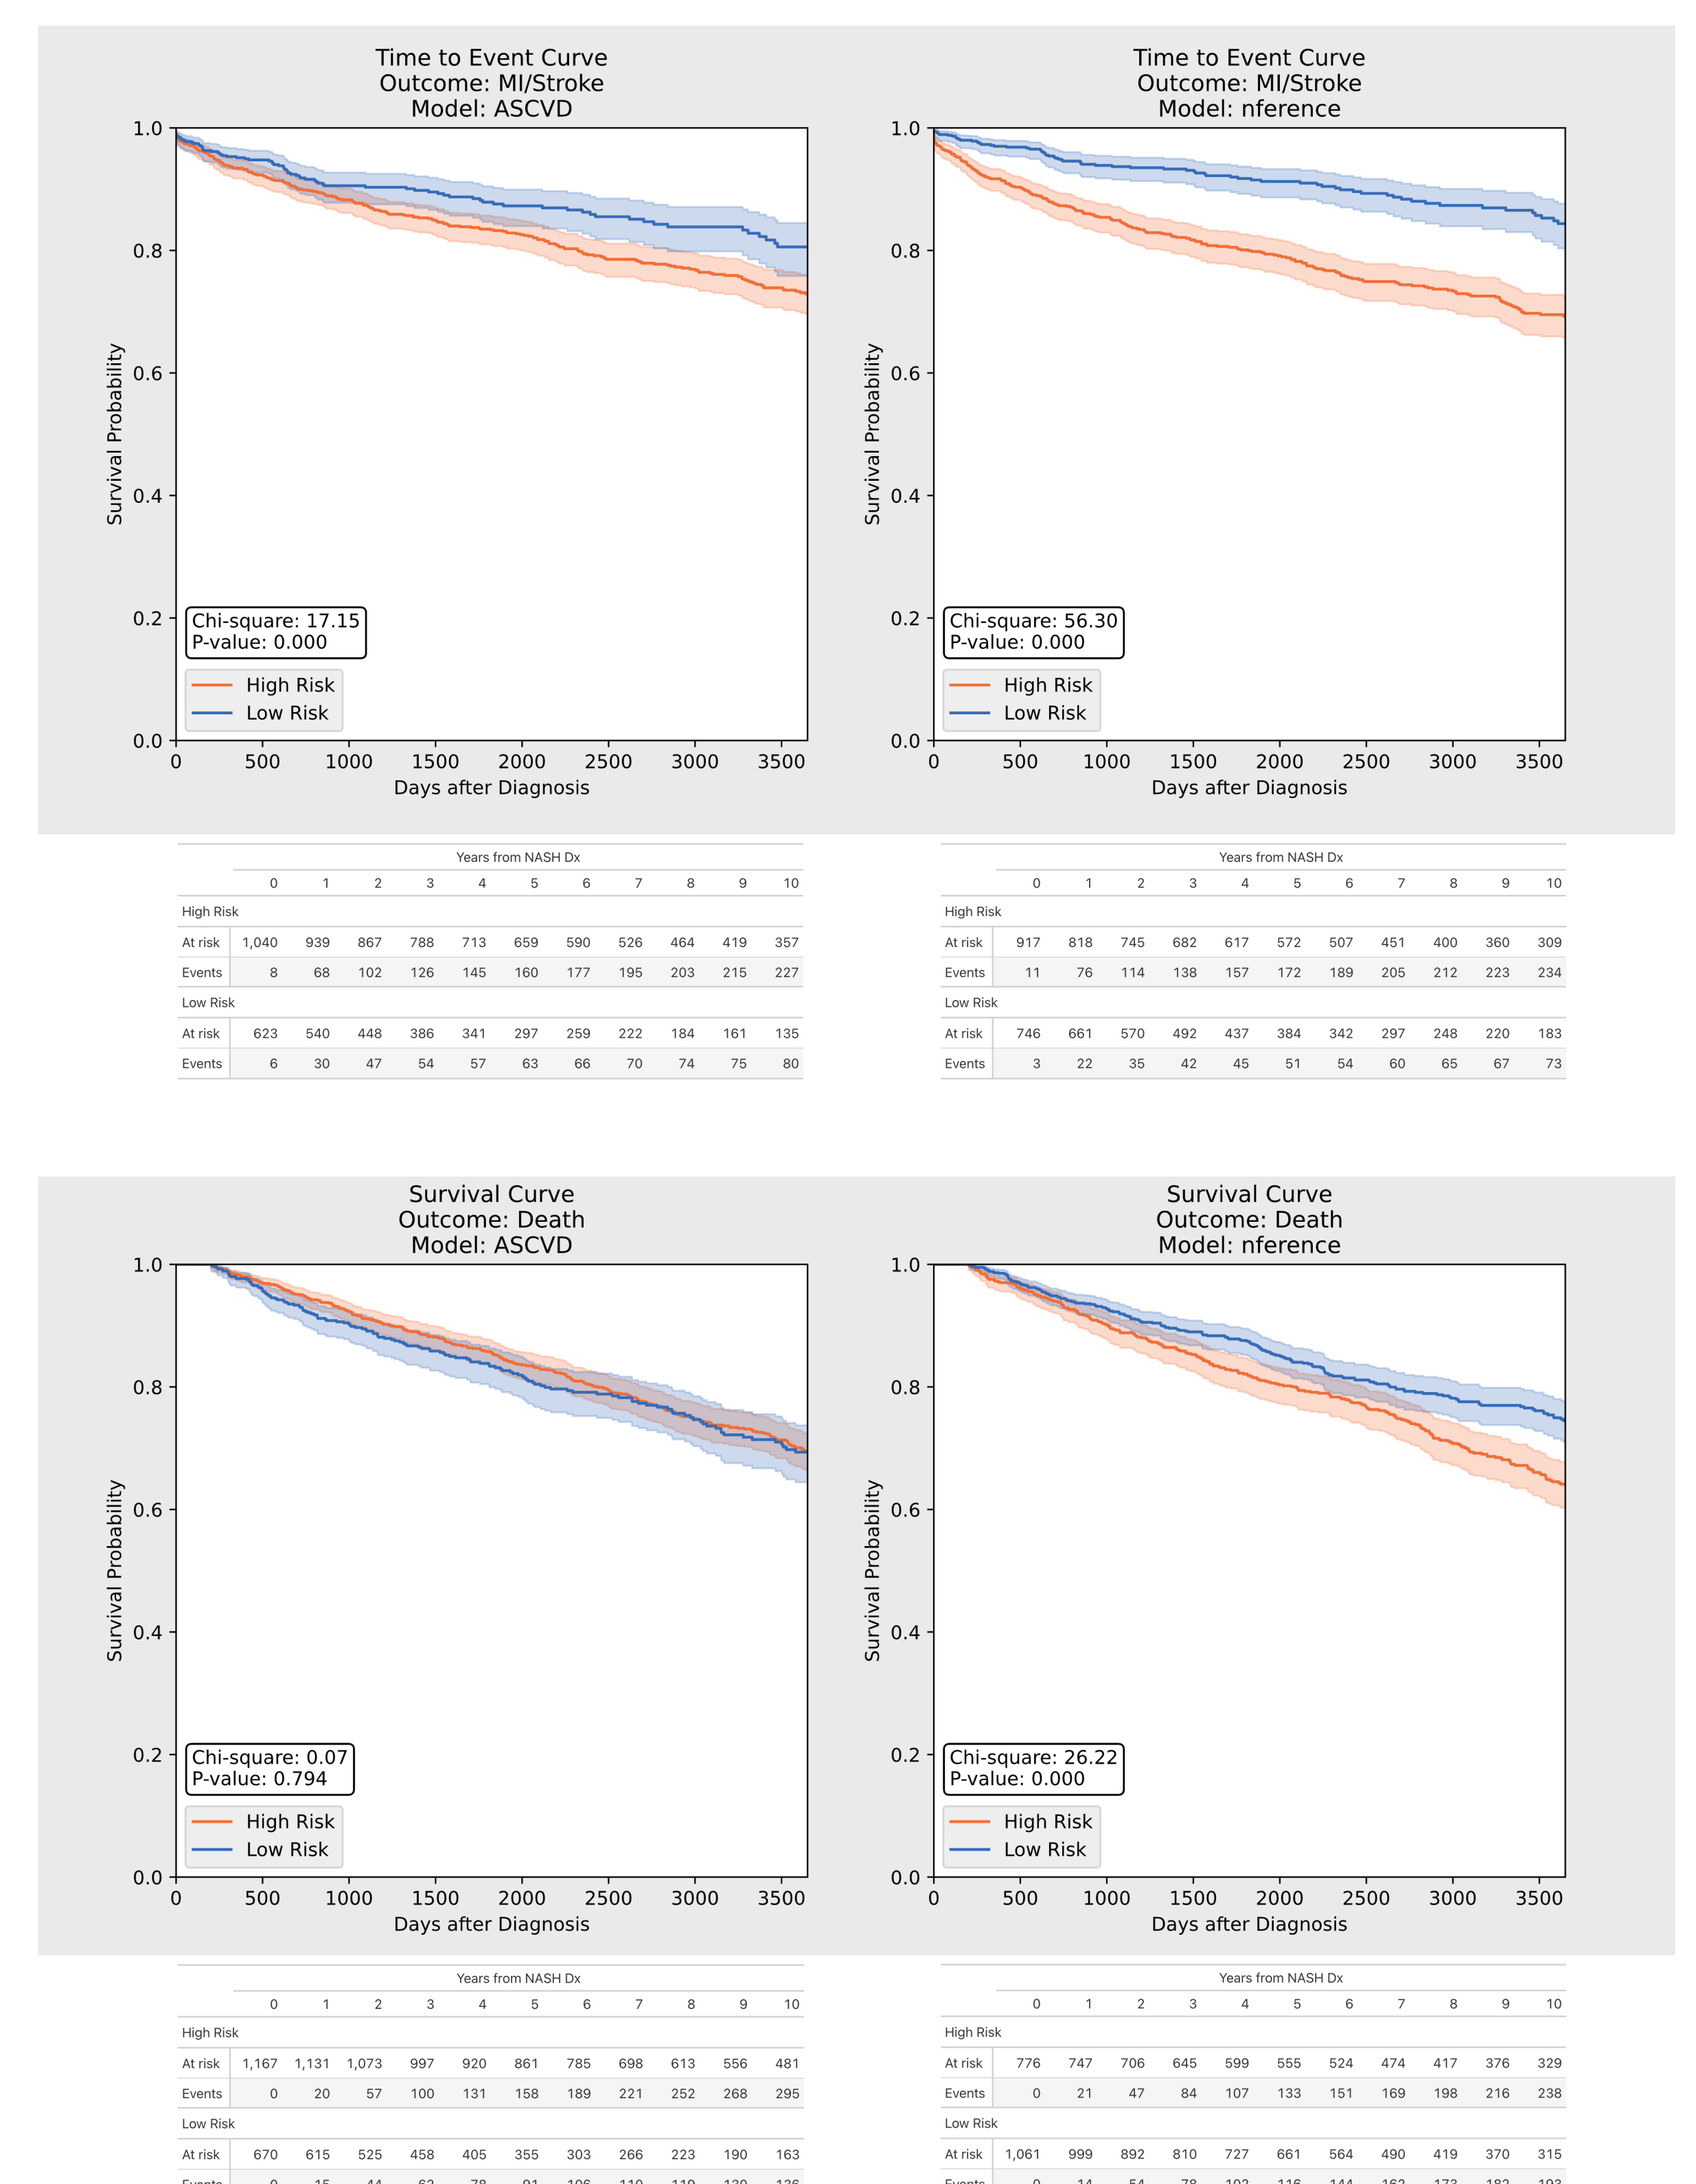 Time to Event Curve
Outcome: MI/Stroke
Model: ASCVD
1.0
0.8
0.6
0.4
0.2
0.0
Survival Probability
Chi-square: 17.15
P-value: 0.000
High Risk
Low Risk
0 500 1000 1500 2000 2500 3000 3500
Days after Diagnosis
Time to Event Curve
Outcome: MI/Stroke
Model: nference
1.0
0.8
0.6
0.4
0.2
0.0
Survival Probability
Chi-square: 56.30
P-value: 0.000
High Risk
Low Risk
0 500 1000 1500 2000 2500 3000 3500
Days after Diagnosis
Years from NASH Dx
0 1 2 3 4 5 6 7 8 9 10
High Risk
At risk 1,040 939 867 788 713 659 590 526 464 419 357
Events 8 68 102 126 145 160 177 195 203 215 227
Low Risk
At risk 623 540 448 386 341 297 259 222 184 161 135
Events 6 30 47 54 57 63 66 70 74 75 80
Years from NASH Dx
0 1 2 3 4 5 6 7 8 9 10
High Risk
At risk 917 818 745 682 617 572 507 451 400 360 309
Events 11 76 114 138 157 172 189 205 212 223 234
Low Risk
At risk 746 661 570 492 437 384 342 297 248 220 183
Events 3 22 35 42 45 51 54 60 65 67 73
Survival Curve
Outcome: Death
Model: ASCVD
1.0
0.8
0.6
0.4
0.2
0.0
Survival Probability
Chi-square: 0.07
P-value: 0.794
High Risk
Low Risk
0 500 1000 1500 2000 2500 3000 3500
Days after Diagnosis
Survival Curve
Outcome: Death
Model: nference
1.0
0.8
0.6
0.4
0.2
0.0
Survival Probability
Chi-square: 26.22
P-value: 0.000
High Risk
Low Risk
0 500 1000 1500 2000 2500 3000 3500
Days after Diagnosis
Years from NASH Dx
0 1 2 3 4 5 6 7 8 9 10
High Risk
At risk 1,167 1,131 1,073 997 920 861 785 698 613 556 481
Events 0 20 57 100 131 158 189 221 252 268 295
Low Risk
At risk 670 615 525 458 405 355 303 266 223 190 163
Years from NASH Dx
0 1 2 3 4 5 6 7 8 9 10
High Risk
At risk 776 747 706 645 599 555 524 474 417 376 329
Events 0 21 47 84 107 133 151 169 198 216 238
Low Risk
At risk 1,061 999 892 810 727 661 564 490 419 370 315